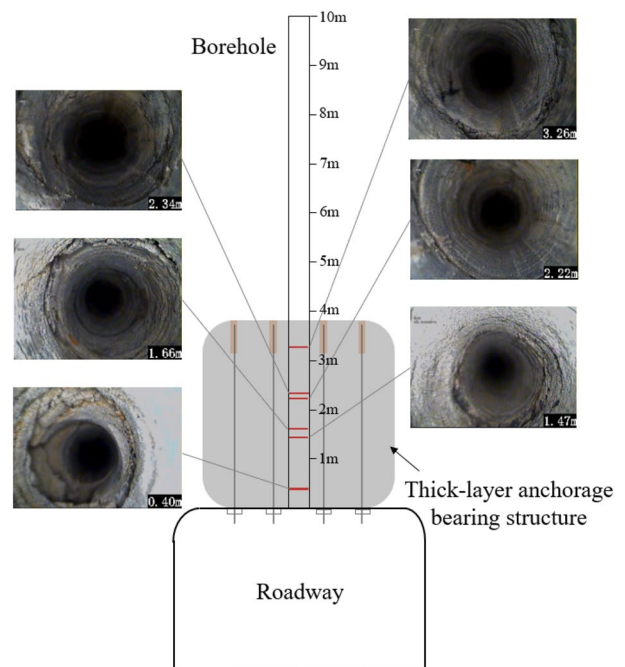 10m
Borehole
9m
3.26m
8m
2.34m
7m
6m
2.22m
5m
1.66m
4m
3m
1.47m
2m
1m
0.40m
Thick-layer anchorage
bearing structure
Roadway